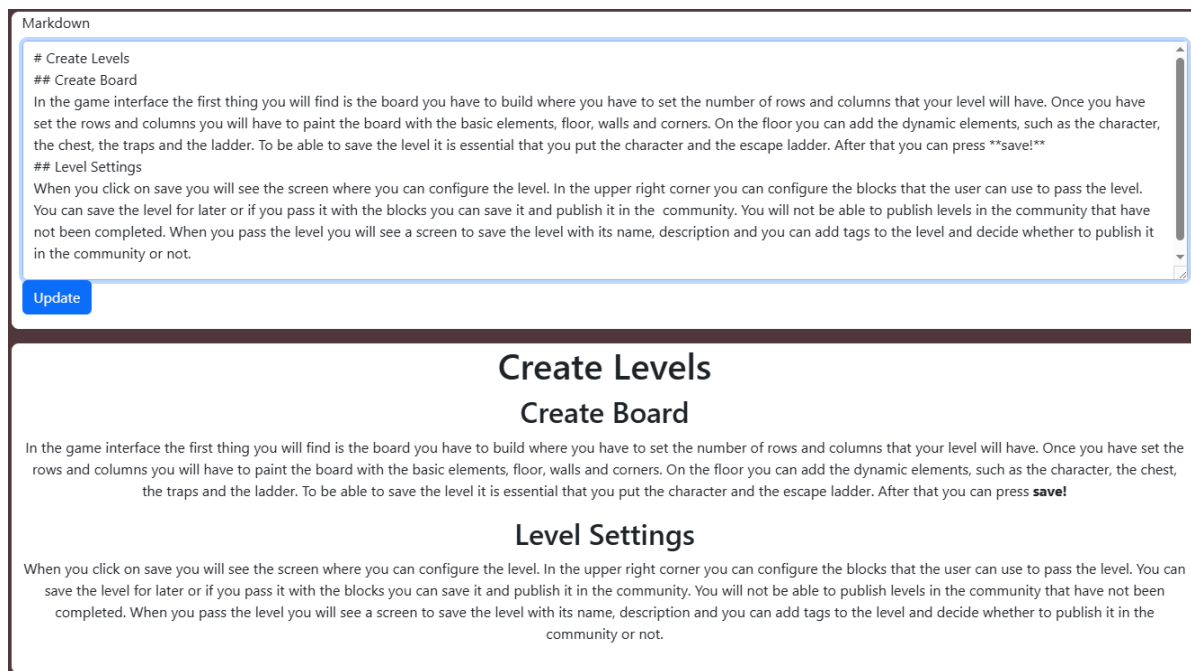 Markdown
# Create Levels
## Create Board
In the game interface the first thing you will find is the board you have to build where you have to set the number of rows and columns that your level will have. Once you have
set the rows and columns you will have to paint the board with the basic elements, floor, walls and corners. On the floor you can add the dynamic elements, such as the character,
the chest, the traps and the ladder. To be able to save the level it is essential that you put the character and the escape ladder. After that you can press **save!**
## Level Settings
When you click on save you will see the screen where you can configure the level. In the upper right corner you can configure the blocks that the user can use to pass the level.
You can save the level for later or if you pass it with the blocks you can save it and publish it in the  community. You will not be able to publish levels in the community that have
not been completed. When you pass the level you will see a screen to save the level with its name, description and you can add tags to the level and decide whether to publish it
in the community or not.
Update
Create Levels
Create Board
In the game interface the first thing you will find is the board you have to build where you have to set the number of rows and columns that your level will have. Once you have set the
rows and columns you will have to paint the board with the basic elements, floor, walls and corners. On the floor you can add the dynamic elements, such as the character, the chest,
the traps and the ladder. To be able to save the level it is essential that you put the character and the escape ladder. After that you can press save!
Level Settings
When you click on save you will see the screen where you can configure the level. In the upper right corner you can configure the blocks that the user can use to pass the level. You can
save the level for later or if you pass it with the blocks you can save it and publish it in the community. You will not be able to publish levels in the community that have not been
completed. When you pass the level you will see a screen to save the level with its name, description and you can add tags to the level and decide whether to publish it in the
community or not.